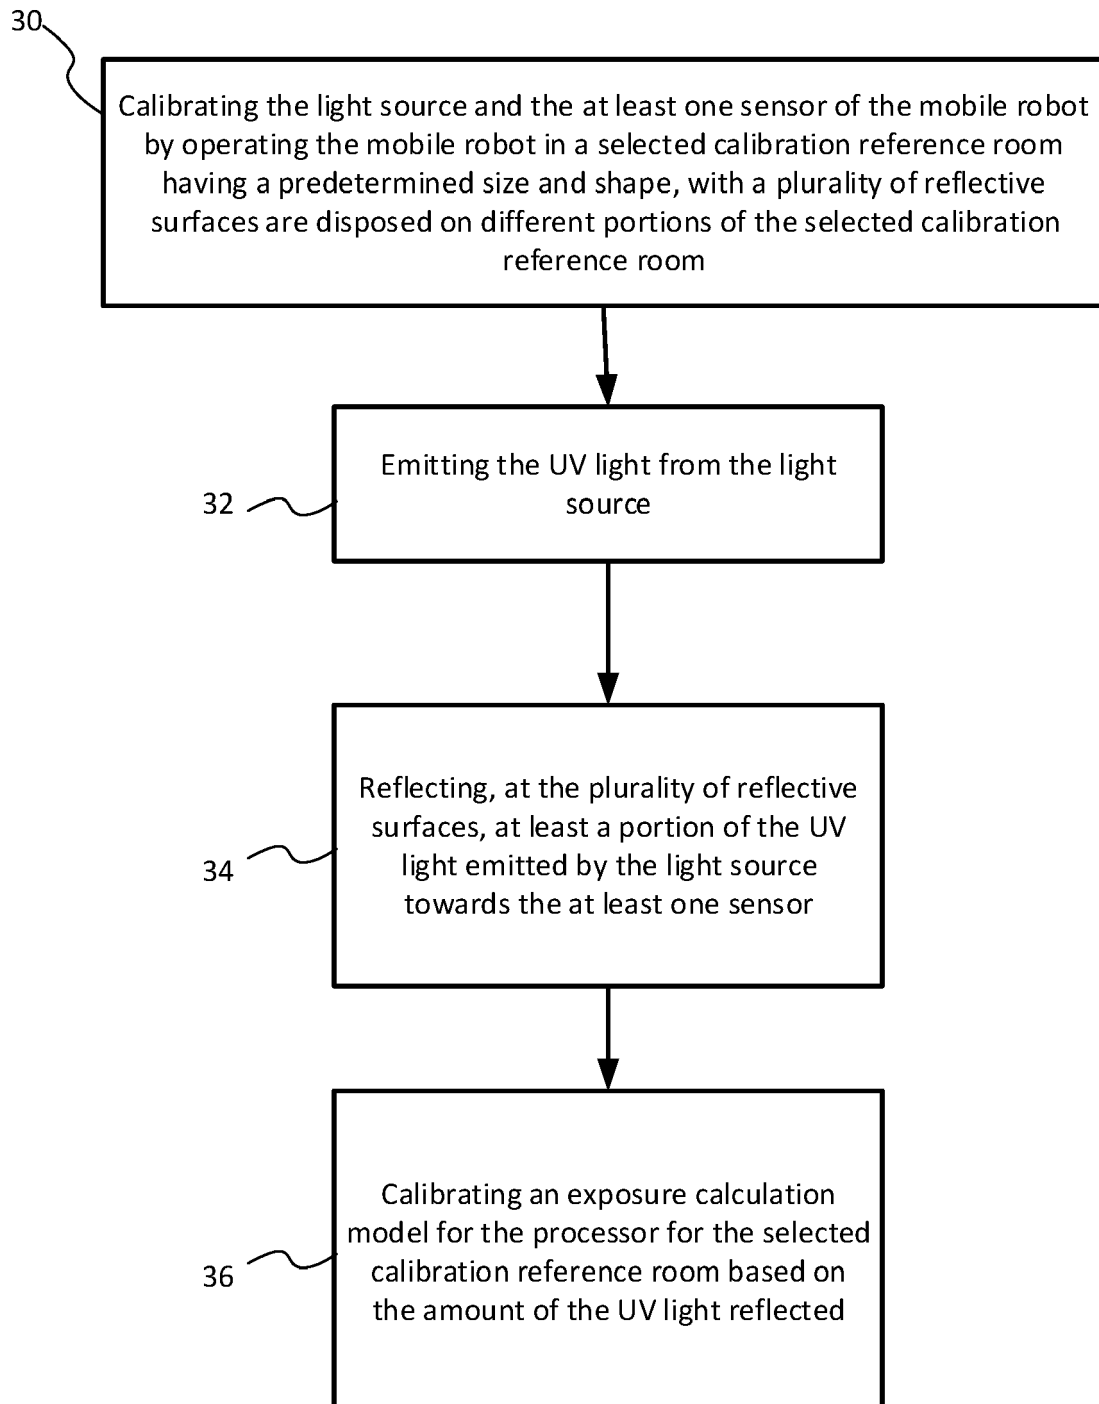 30
Calibrating the light source and the at least one sensor of the mobile robot
by operating the mobile robot in a selected calibration reference room
having a predetermined size and shape, with a plurality of reflective
surfaces are disposed on different portions of the selected calibration
reference room
Emitting the UV light from the light
source
32
Reflecting, at the plurality of reflective
surfaces, at least a portion of the UV
light emitted by the light source
towards the at least one sensor
34
Calibrating an exposure calculation
model for the processor for the selected
calibration reference room based on
the amount of the UV light reflected
36